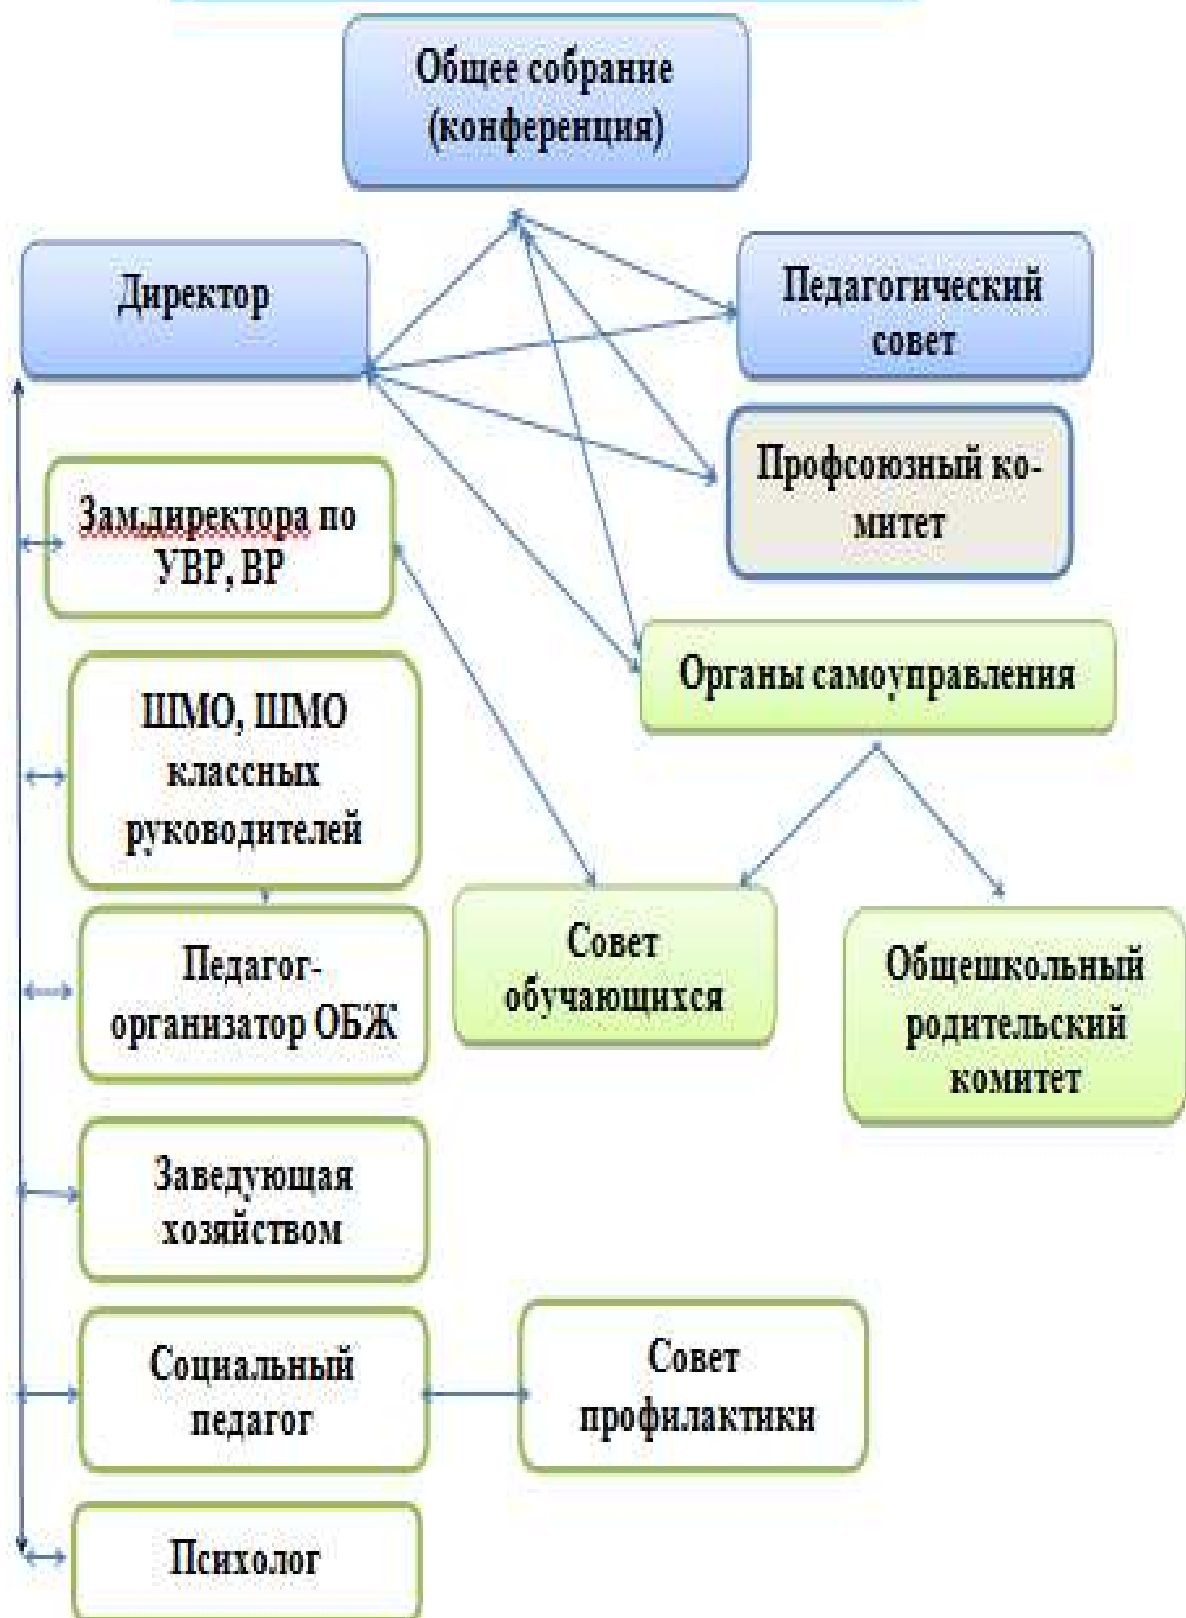 Общее собрание
(конференция)
Директор
Педагогический
совет
Профсоюзный ко-
митет
Зам.директора по
УВР, ВР
Органы самоуправления
ШМО, ШМО
классных
руководителей
Педагог-
организатор ОБЖ
Совет
обучающихся
Общешкольный
родительский
комитет
Заведующая
хозяйством
Социальный
педагог
Совет
профилактики
Психолог